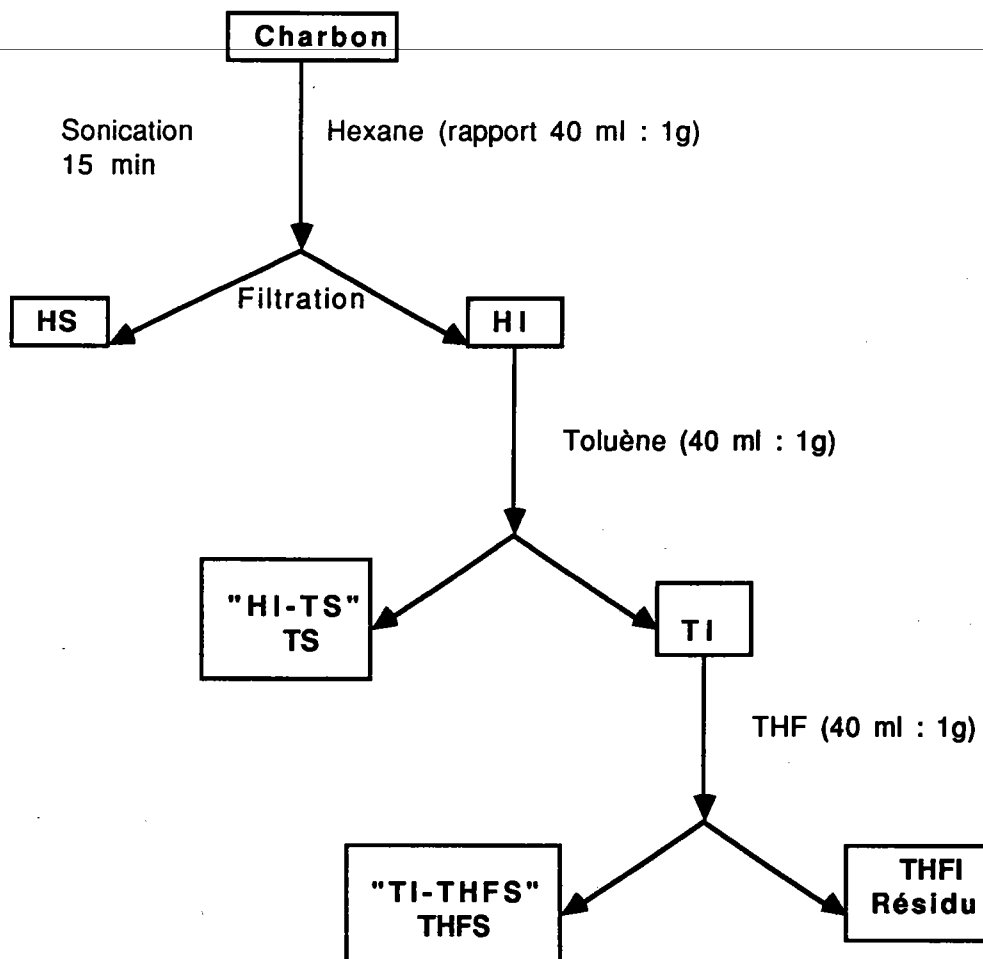 Charbon
Sonication
15 min
Hexane (rapport 40 ml : 1g)
Filtration
HS
HI
Toluène (40 ml : 1g)
"HI-TS"
TS
TI
THF (40 ml : 1g)
"TI-THFS"
THFS
THFI
Résidu